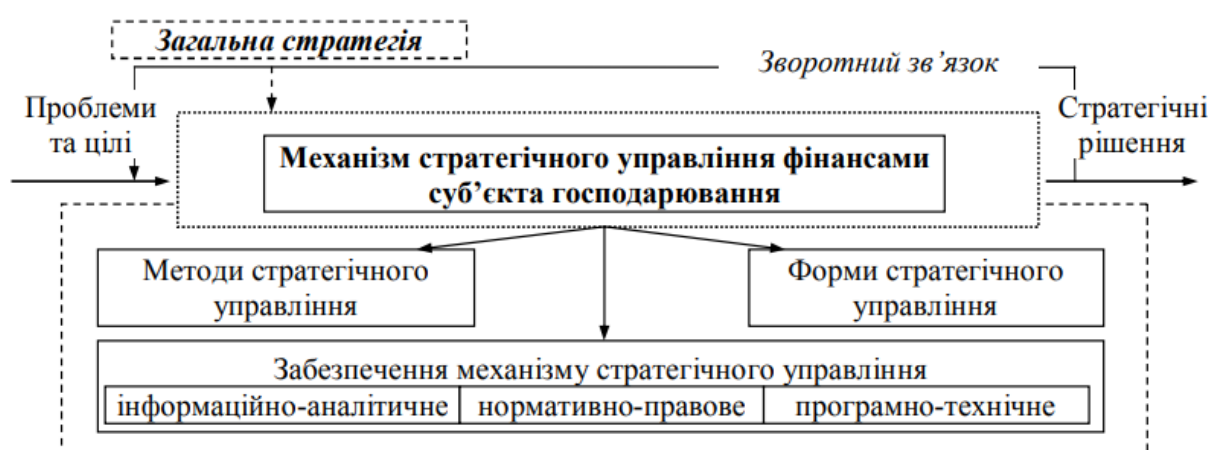 Загальна стратегія
Зворотний зв’язок
Проблеми
та цілі
Стратегічні
рішення
Механізм стратегічного управління фінансами
суб’єкта господарювання
Методи стратегічного
управління
Форми стратегічного
управління
Забезпечення механізму стратегічного управління
інформаційно-аналітичне
нормативно-правове
програмно-технічне